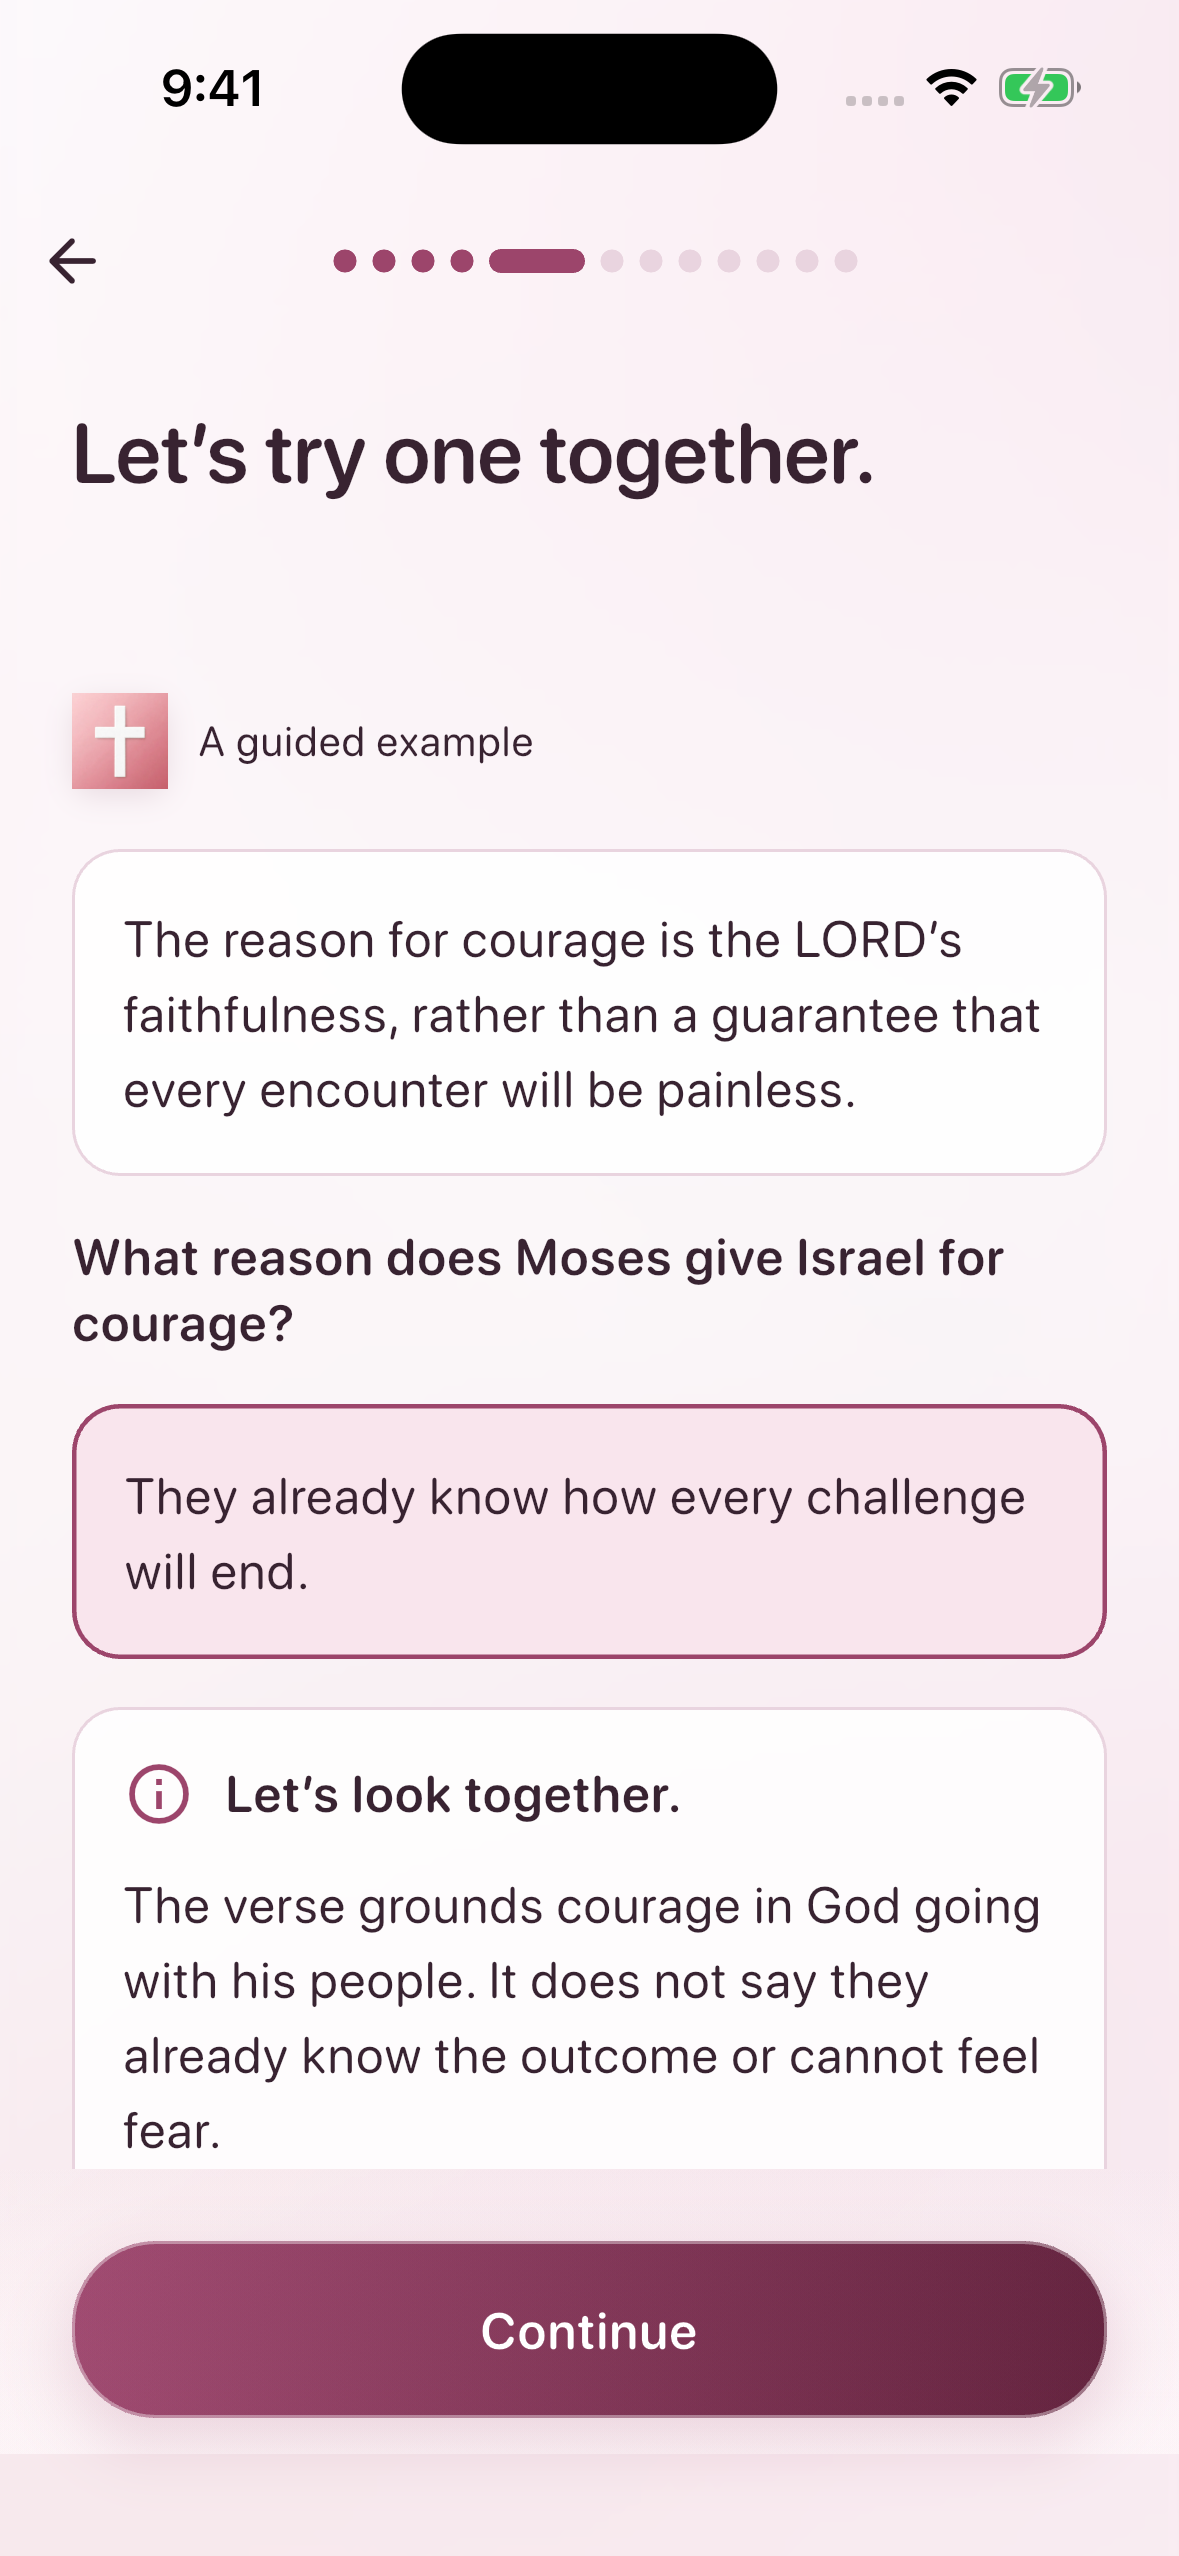 9:41
Let’s try one together.
A guided example
The reason for courage is the LORD’s
faithfulness, rather than a guarantee that
every encounter will be painless.
What reason does Moses give Israel for
courage?
They already know how every challenge
will end.
Let’s look together.
The verse grounds courage in God going
with his people. It does not say they
already know the outcome or cannot feel
fear.
Continue